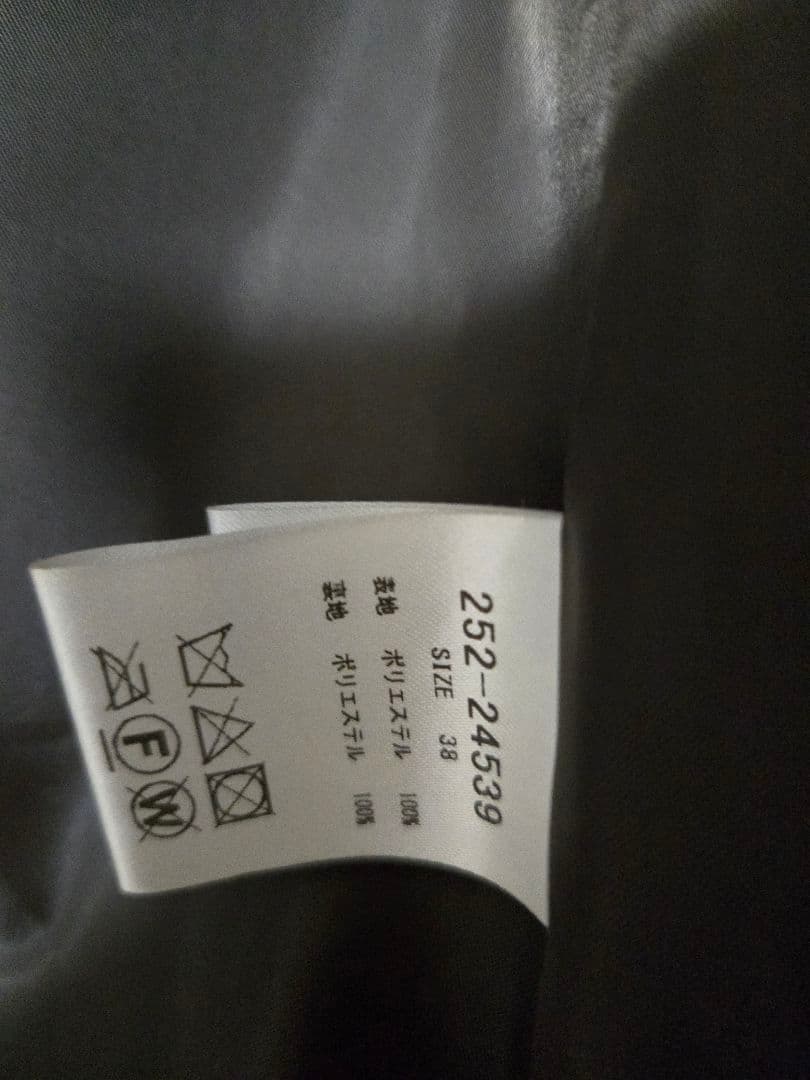 252-24539
SIZE 38
表地 ポリエステル 100%
裏地 ポリエステル 100%
F W